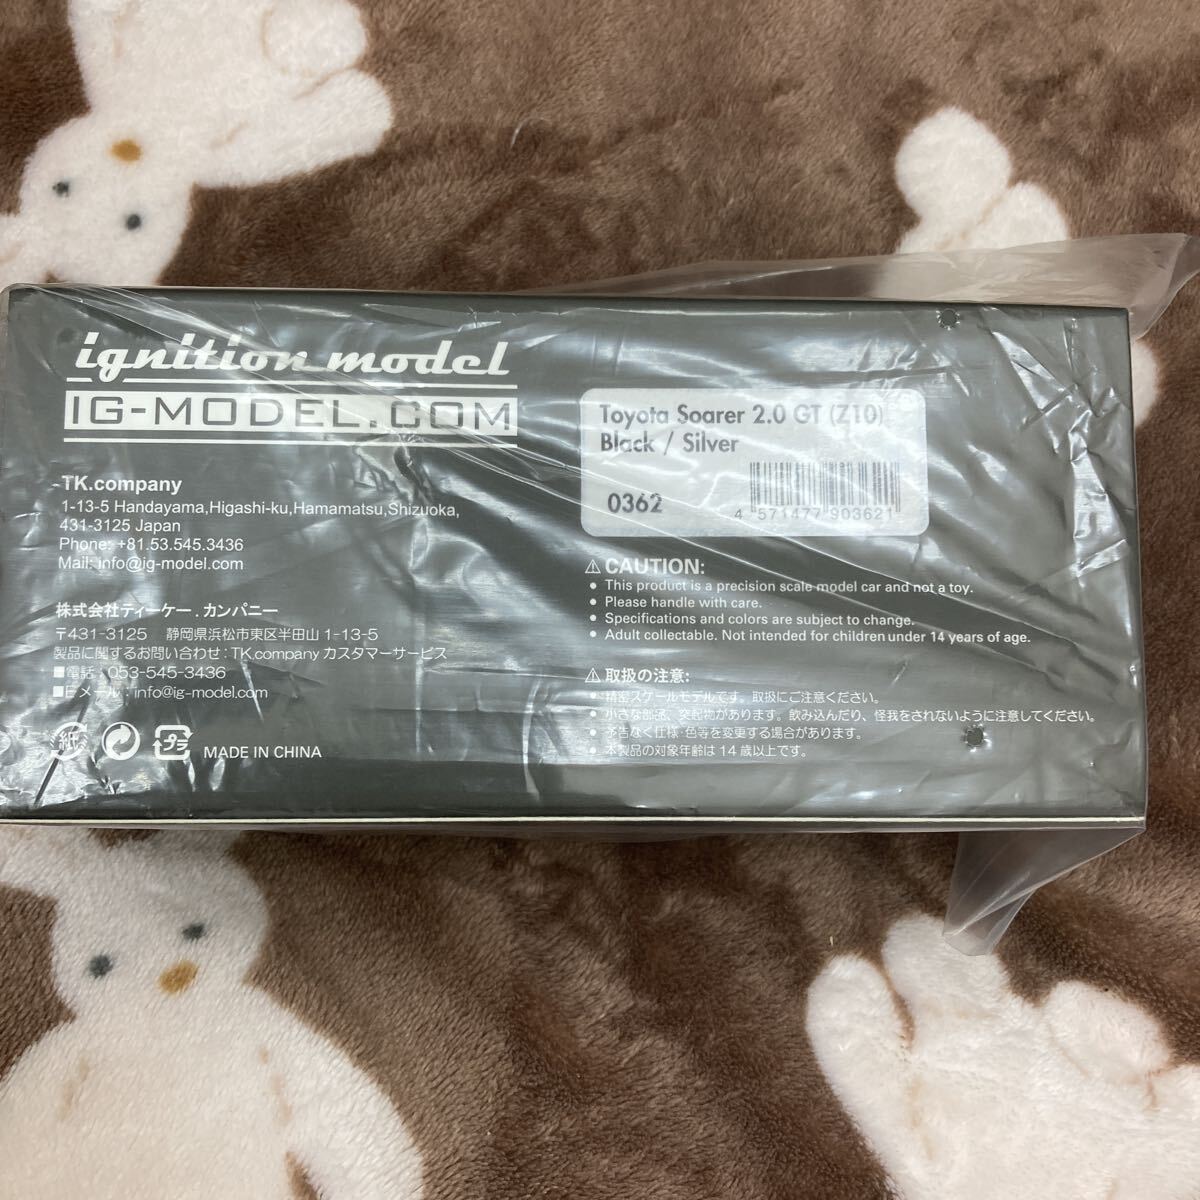 ignition model
IG-MODEL.COM
TK.company
1-13-5 Handayama,Higashi-ku,Hamamatsu,Shizuoka,
431-3125 Japan
Phone: +81.53.545.3436
Mail: info@ig-model.com
株式会社ティーケー．カンパニー
〒431-3125 静岡県浜松市東区半田山 1-13-5
製品に関するお問い合わせ：TK.company カスタマーサービス
■電話：053-545-3436
■Eメール：info@ig-model.com
紙
プラ
MADE IN CHINA
Toyota Soarer 2.0 GT (Z10)
Black / Silver
0362
4 571477 903621
⚠ CAUTION:
● This product is a precision scale model car and not a toy.
● Please handle with care.
● Specifications and colors are subject to change.
● Adult collectable. Not intended for children under 14 years of age.
⚠ 取扱の注意:
● 精密スケールモデルです。取扱にご注意ください。
● 小さな部品、突起物があります。飲み込んだり、怪我をされないように注意してください。
● 予告なく仕様・色等を変更する場合があります。
● 本製品の対象年齢は 14 歳以上です。